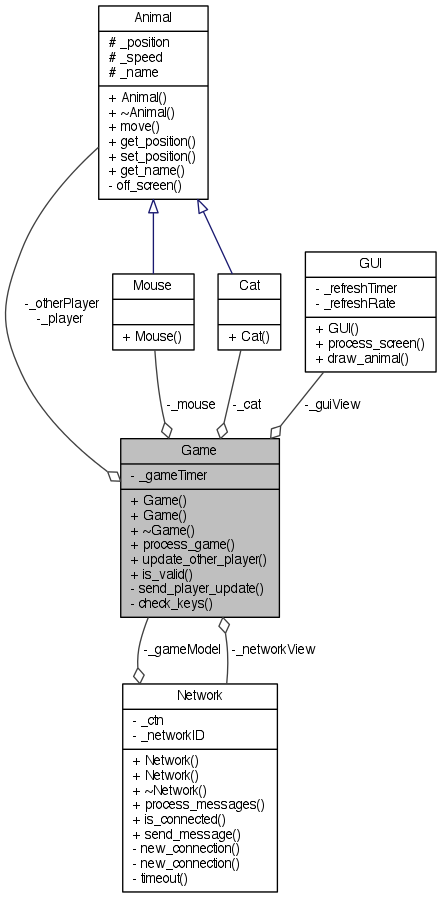 Animal
# _position
# _speed
# _name
+ Animal()
+ ~Animal()
+ move()
+ get_position()
+ set_position()
+ get_name()
- off_screen()
Mouse
+ Mouse()
Cat
+ Cat()
GUI
- _refreshTimer
- _refreshRate
+ GUI()
+ process_screen()
+ draw_animal()
-_otherPlayer
-_player
-_mouse
-_cat
-_guiView
Game
- _gameTimer
+ Game()
+ Game()
+ ~Game()
+ process_game()
+ update_other_player()
+ is_valid()
- send_player_update()
- check_keys()
-_gameModel
-_networkView
Network
- _ctn
- _networkID
+ Network()
+ Network()
+ ~Network()
+ process_messages()
+ is_connected()
+ send_message()
- new_connection()
- new_connection()
- timeout()